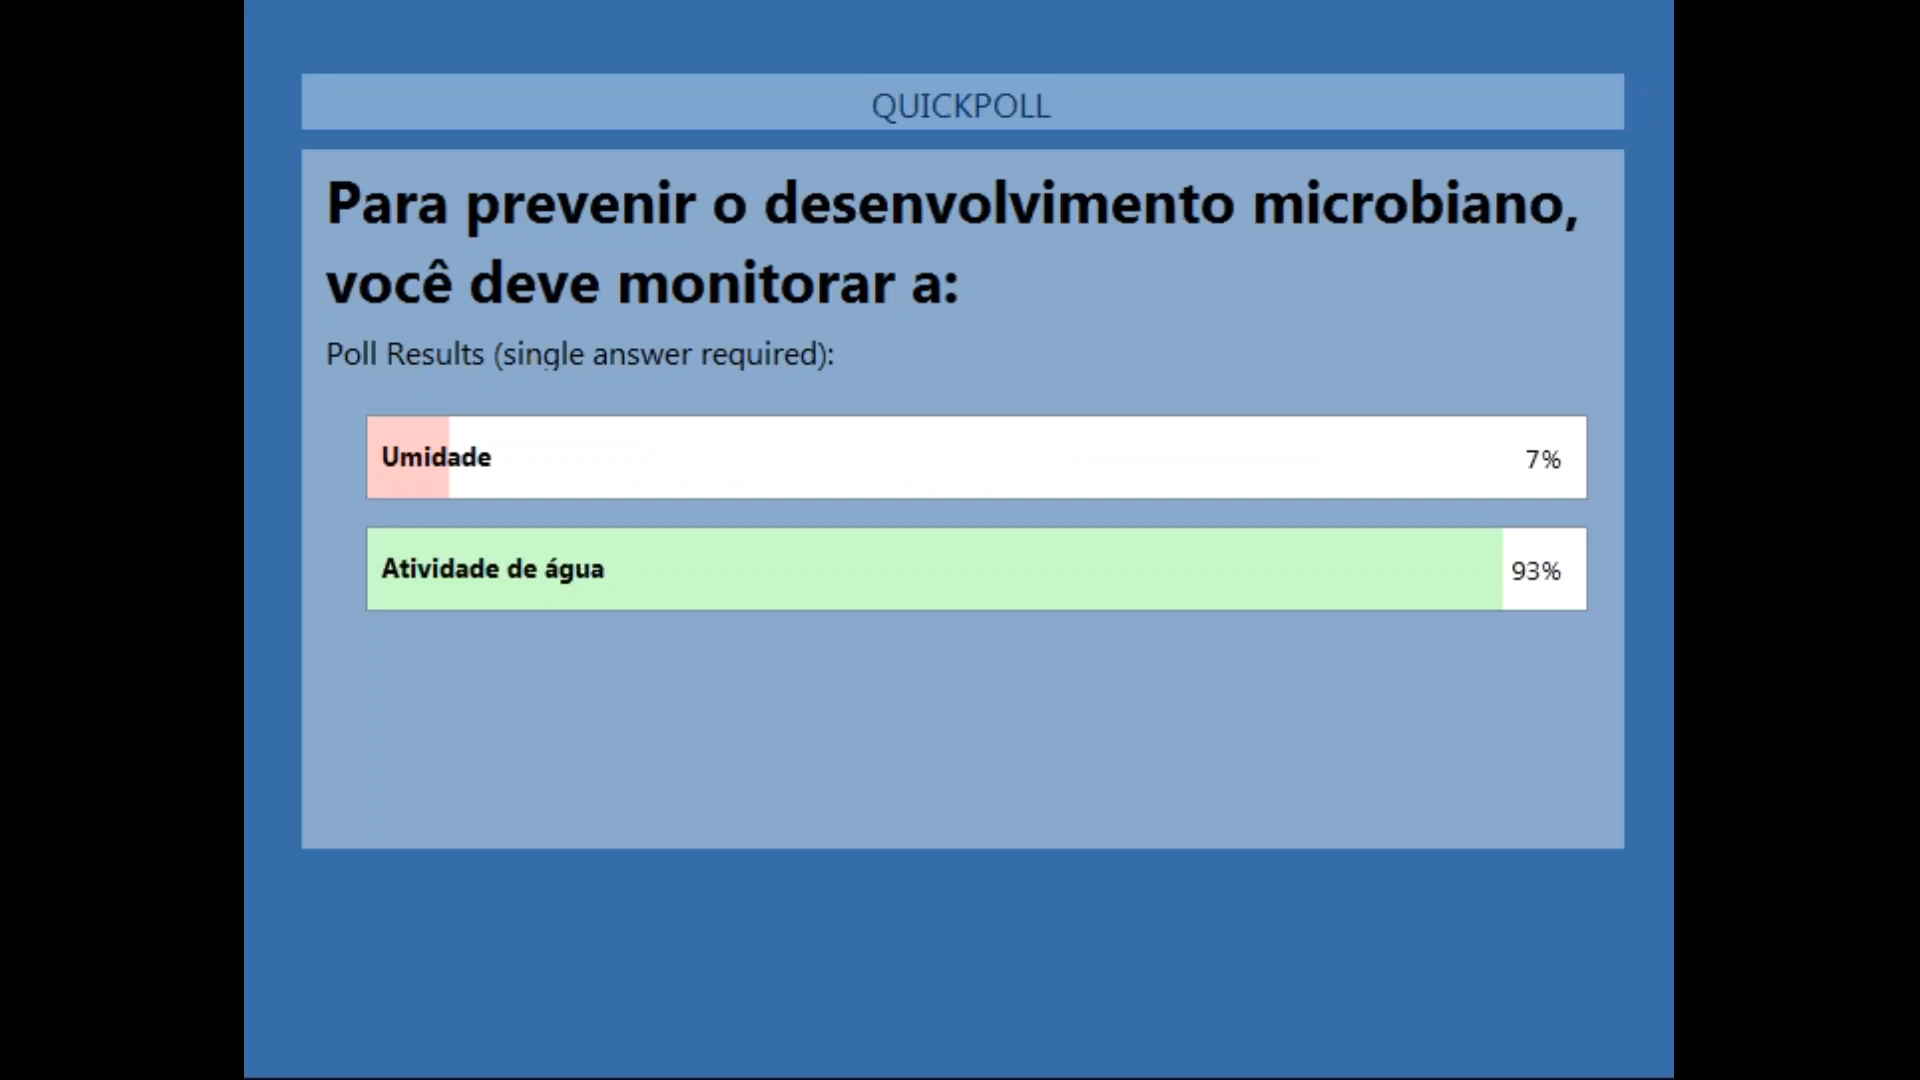 QUICKPOLL
Para prevenir o desenvolvimento microbiano,
você deve monitorar a:
Poll Results (single answer required):
Umidade 7%
Atividade de água 93%